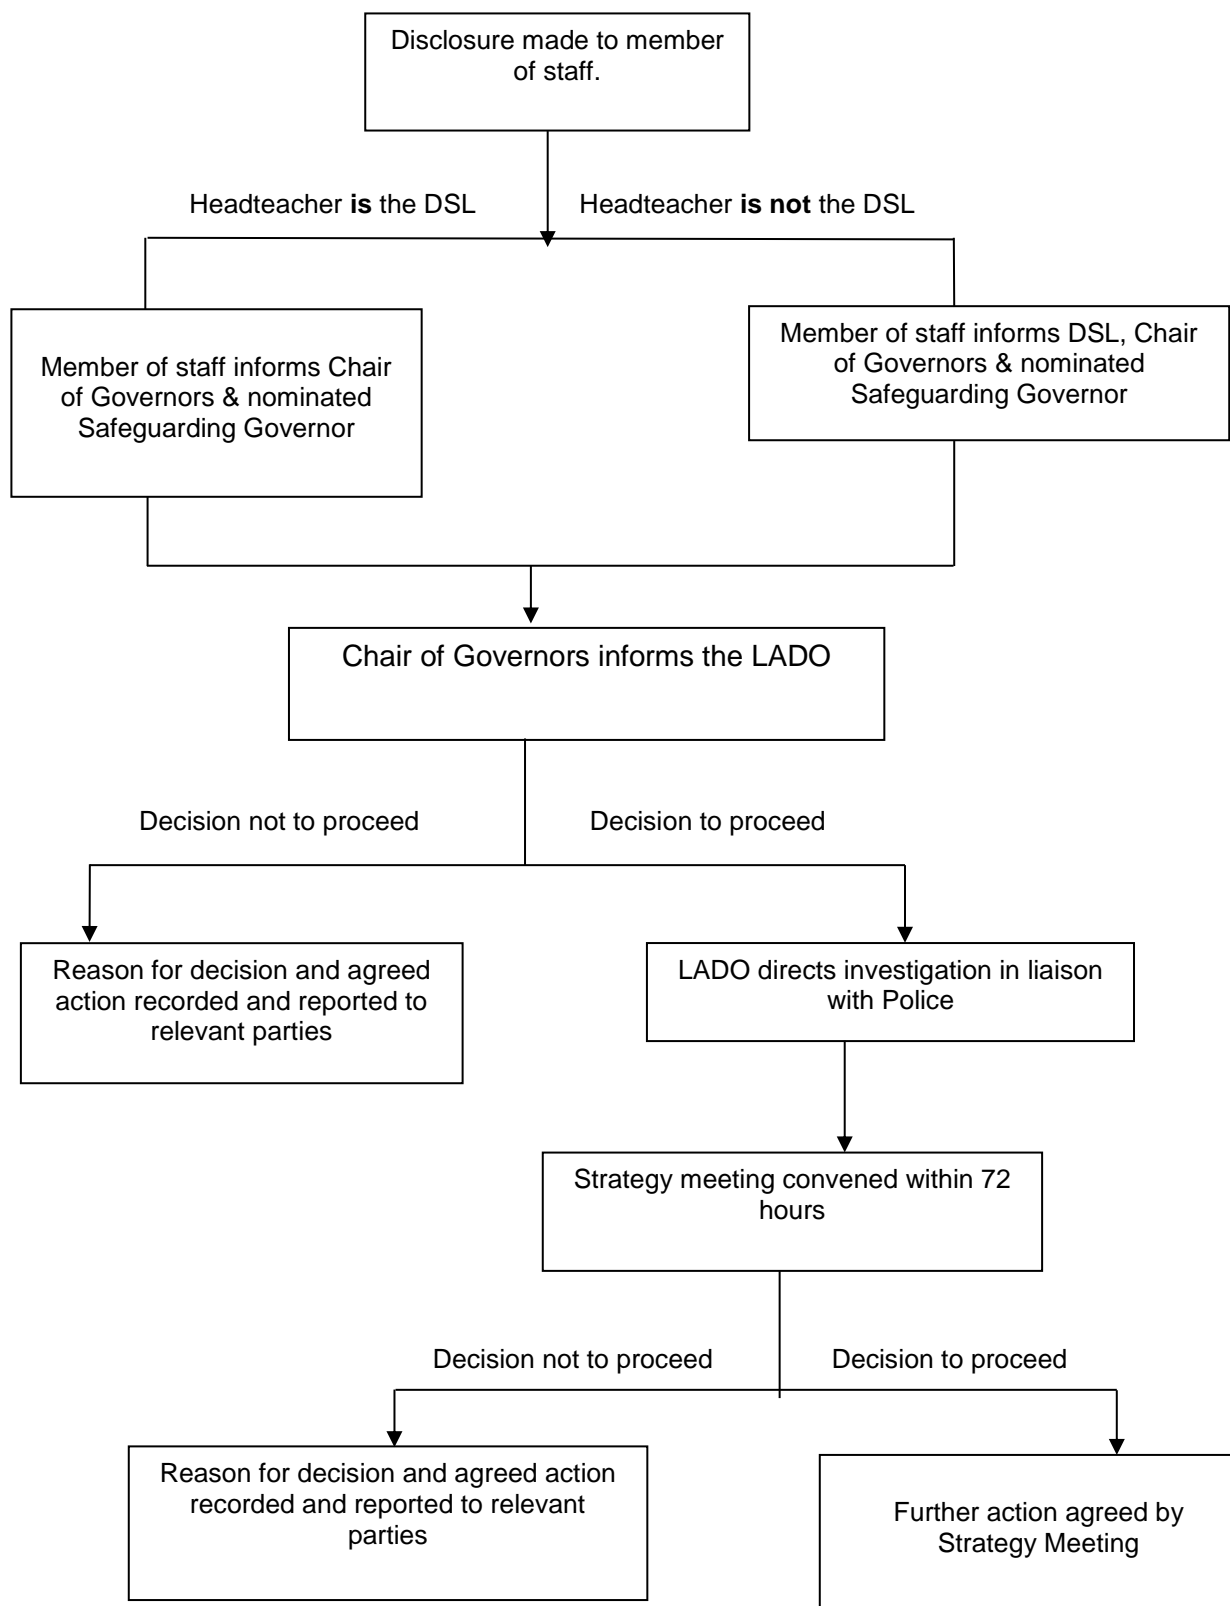 Disclosure made to member
of staff.
Headteacher is the DSL
Headteacher is not the DSL
Member of staff informs Chair
of Governors & nominated
Safeguarding Governor
Member of staff informs DSL, Chair
of Governors & nominated
Safeguarding Governor
Chair of Governors informs the LADO
Decision not to proceed
Decision to proceed
Reason for decision and agreed
action recorded and reported to
relevant parties
LADO directs investigation in liaison
with Police
Strategy meeting convened within 72
hours
Decision not to proceed
Decision to proceed
Reason for decision and agreed action
recorded and reported to relevant
parties
Further action agreed by
Strategy Meeting